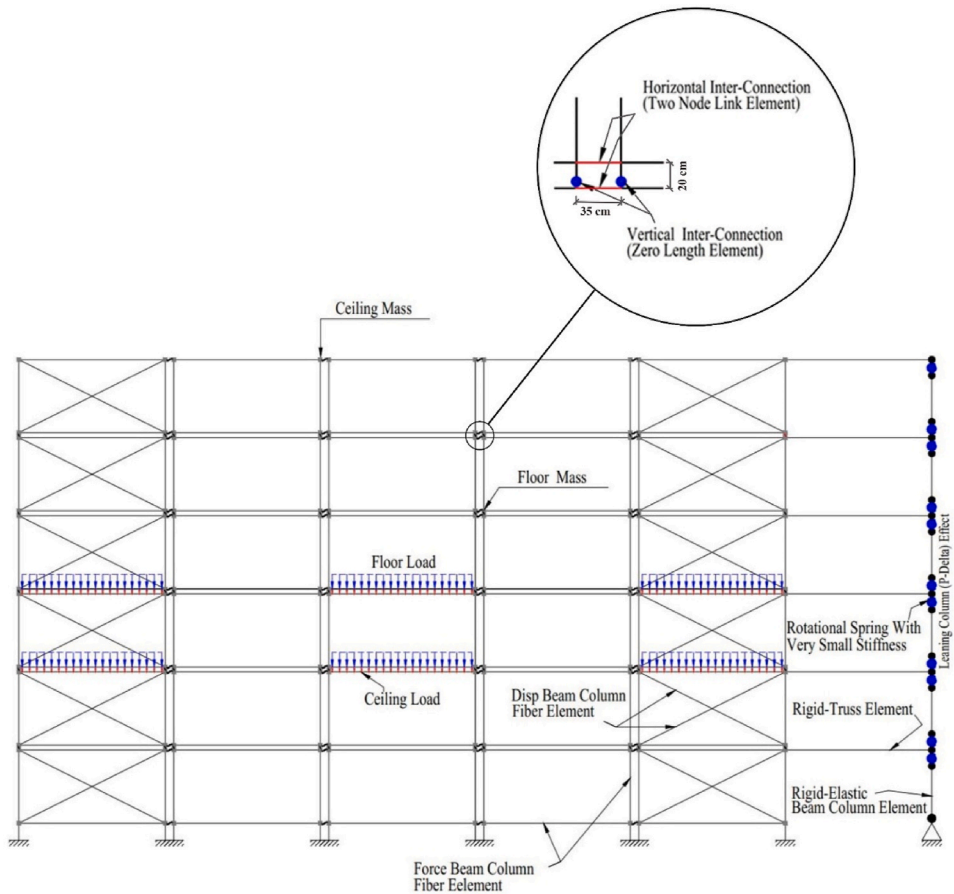 Horizontal Inter-Connection
(Two Node Link Element)
20 cm
35 cm
Vertical Inter-Connection
(Zero Length Element)
Ceiling Mass
Floor Mass
Floor Load
Ceiling Load
Rotational Spring With
Very Small Stiffness
Leaning Column (P-Delta) Effect
Disp Beam Column
Fiber Element
Rigid-Truss Element
Rigid-Elastic
Beam Column Element
Force Beam Column
Fiber Eelement